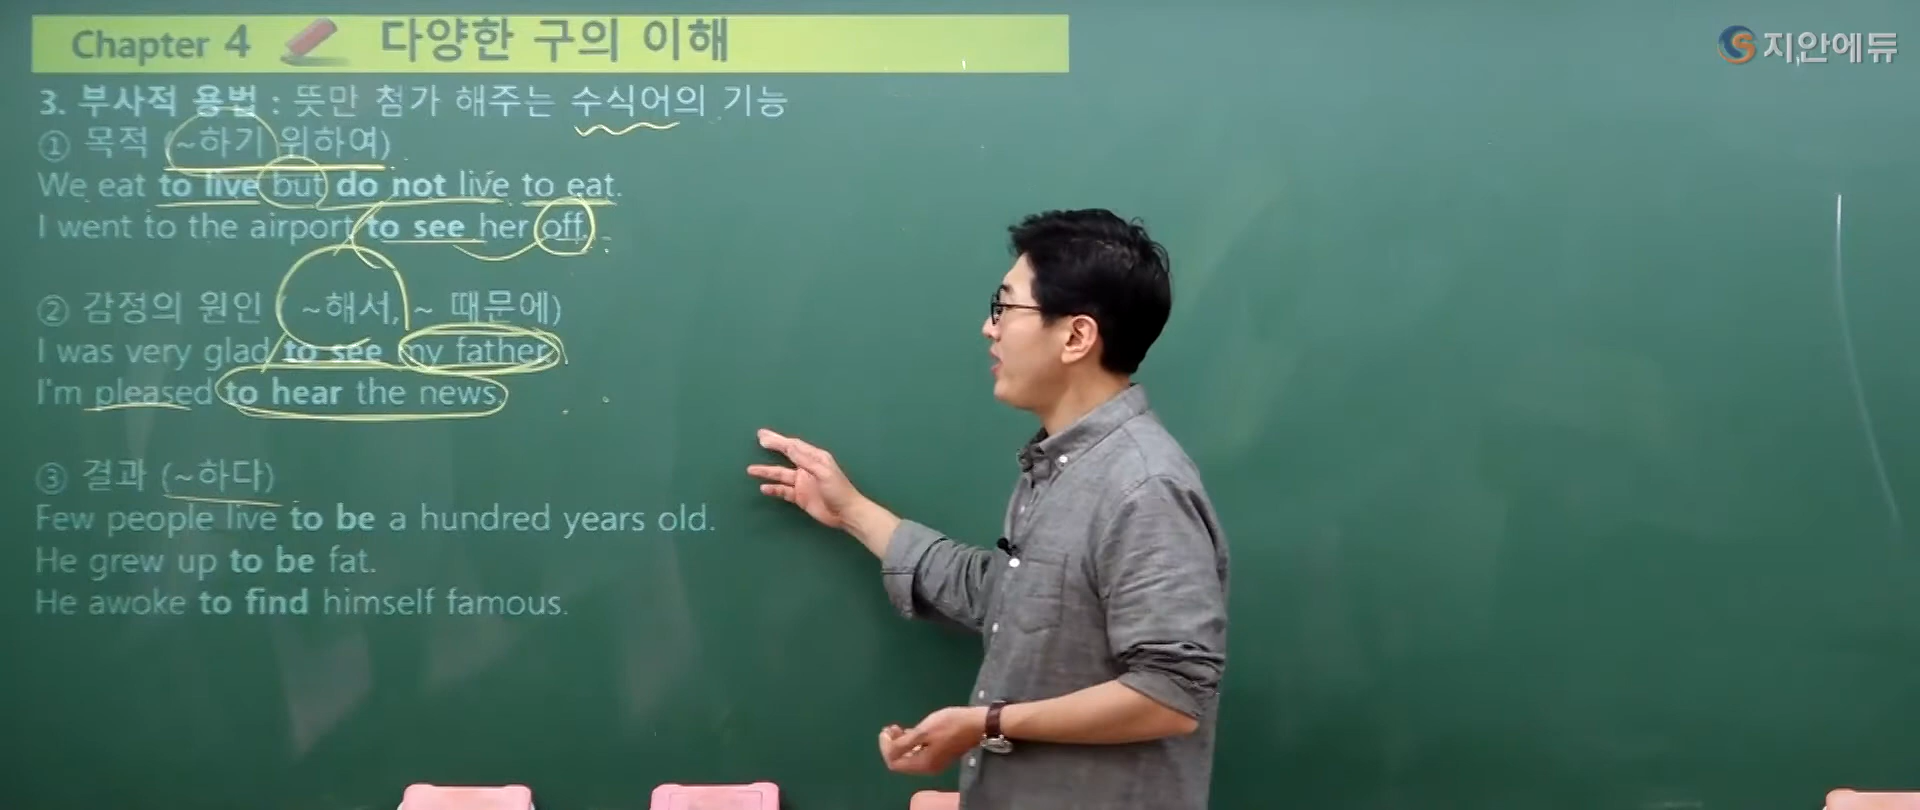 Chapter 4 다양한 구의 이해
지안에듀
3. 부사적 용법 : 뜻만 첨가 해주는 수식어의 기능
① 목적 (~하기 위하여)
We eat to live but do not live to eat.
I went to the airport to see her off.
② 감정의 원인 ( ~해서, ~ 때문에)
I was very glad to see my father.
I'm pleased to hear the news.
③ 결과 (~하다)
Few people live to be a hundred years old.
He grew up to be fat.
He awoke to find himself famous.